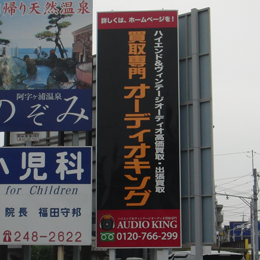 帰り天然温泉
阿字ヶ浦温泉
のぞみ
小児科
for Children
院長 福田守邦
☎248-2622
詳しくは、ホームページを!
ハイエンド&ヴィンテージオーディオ高価買取・出張買取
買取専門 オーディオキング
AUDIO KING
0120-766-299